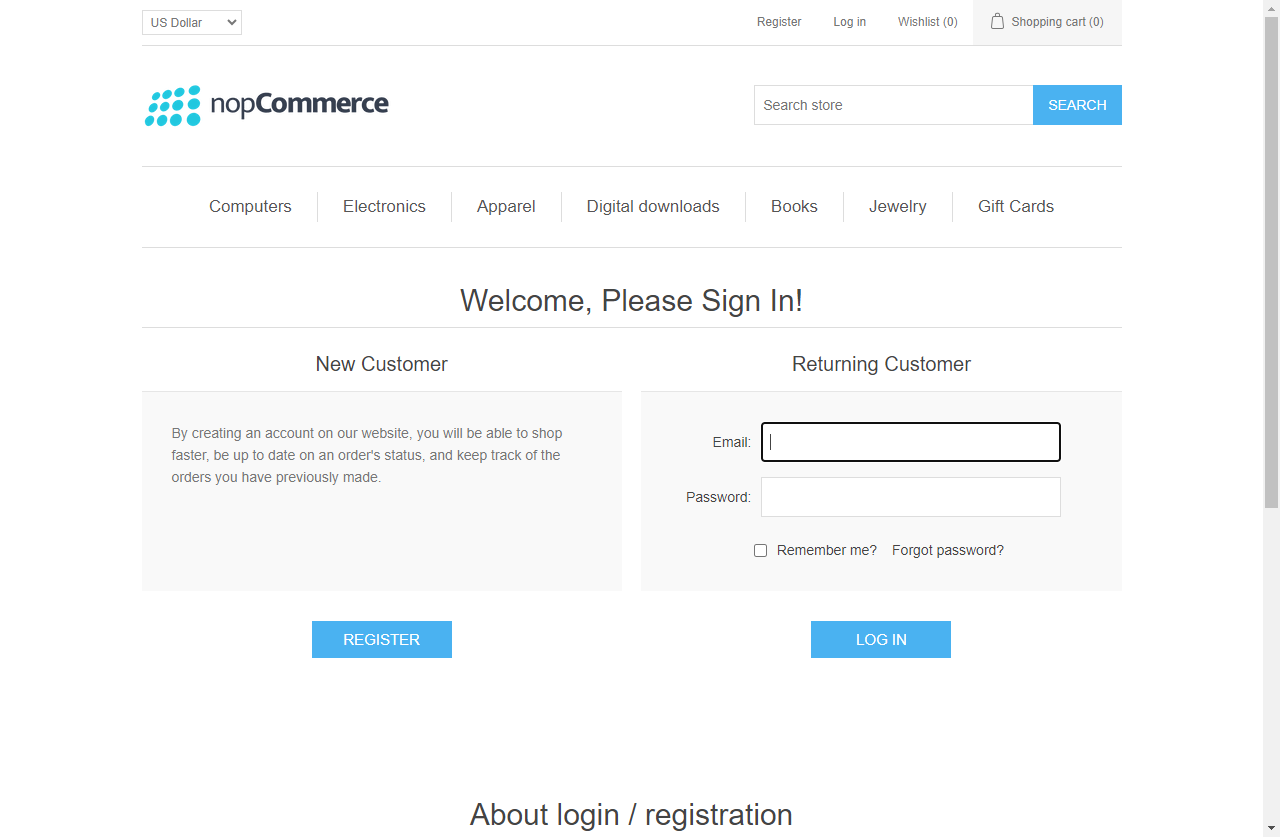 US Dollar
Register
Log in
Wishlist (0)
Shopping cart (0)
nopCommerce
Search store
SEARCH
Computers
Electronics
Apparel
Digital downloads
Books
Jewelry
Gift Cards
Welcome, Please Sign In!
New Customer
By creating an account on our website, you will be able to shop
faster, be up to date on an order's status, and keep track of the
orders you have previously made.
REGISTER
Returning Customer
Email:
Password:
Remember me?
Forgot password?
LOG IN
About login / registration